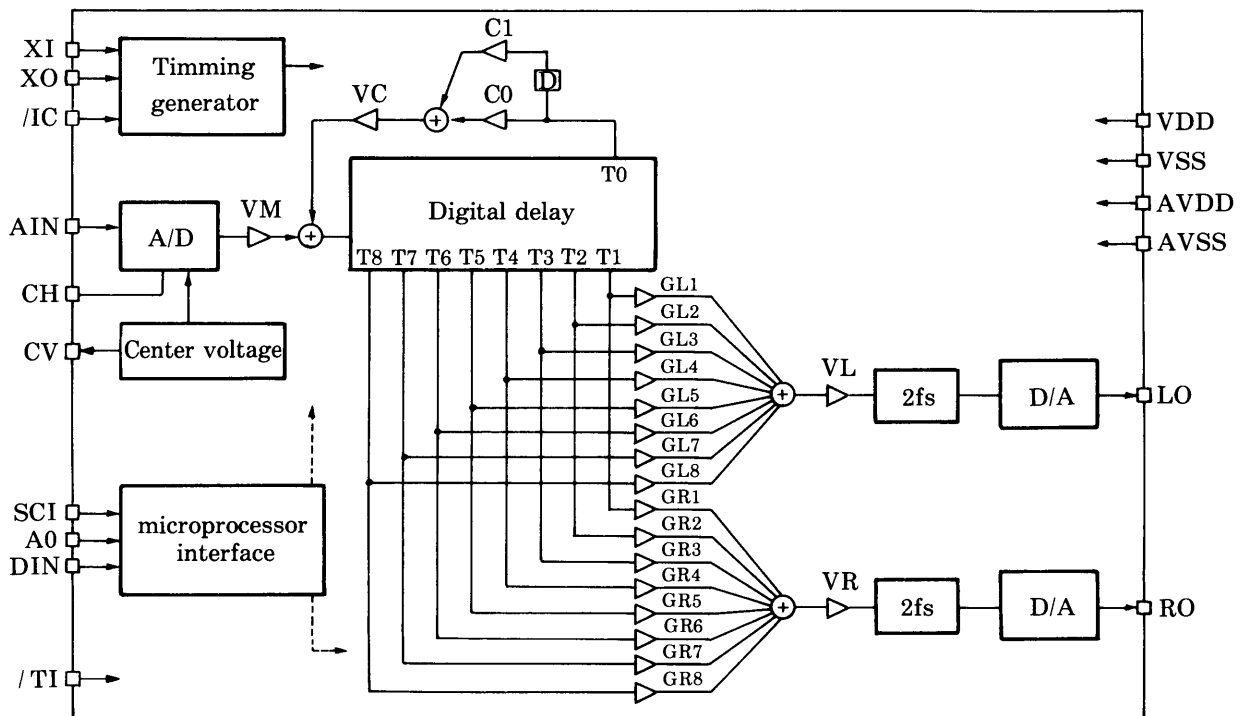 XI
XO
/IC
Timming
generator
C1
D
C0
VC
T0
VDD
VSS
AVDD
AVSS
AIN
A/D
VM
+
+
Digital delay
T8 T7 T6 T5 T4 T3 T2 T1
CH
CV
Center voltage
GL1
GL2
GL3
GL4
GL5
GL6
GL7
GL8
+
VL
2fs
D/A
LO
SCI
A0
DIN
microprocessor
interface
GR1
GR2
GR3
GR4
GR5
GR6
GR7
GR8
+
VR
2fs
D/A
RO
/TI